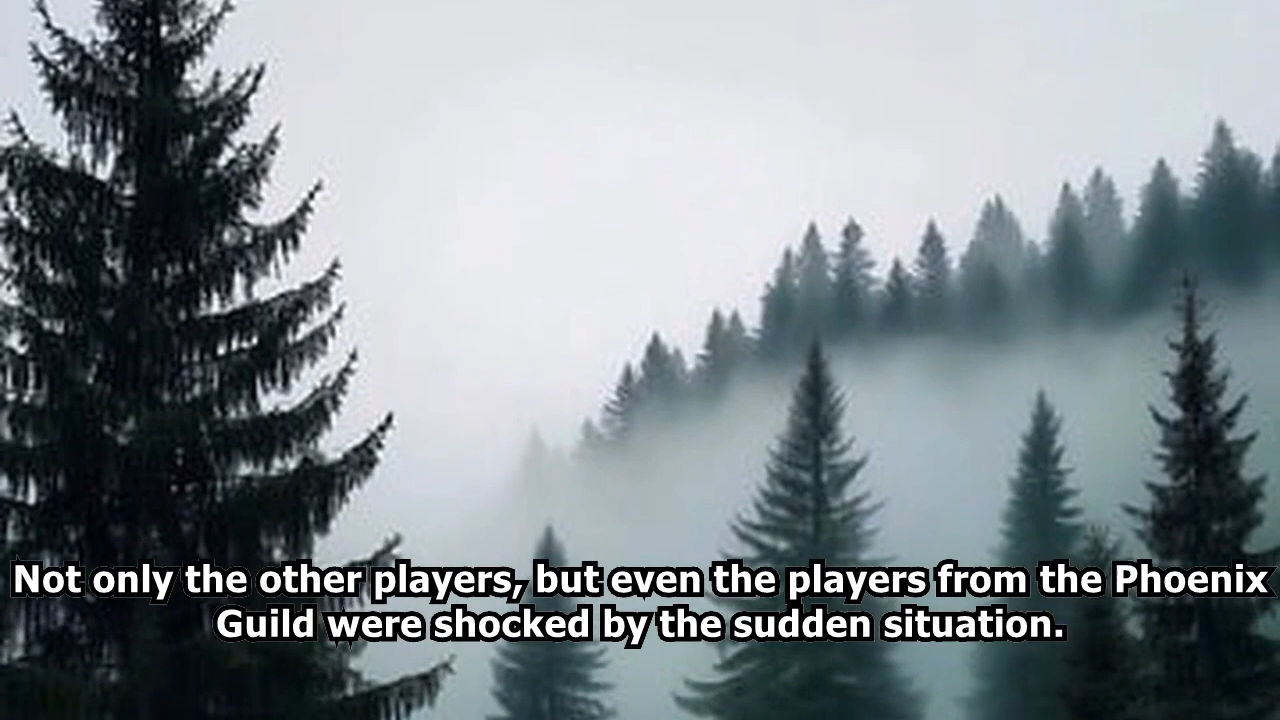 Not only the other players, but even the players from the Phoenix
Guild were shocked by the sudden situation.